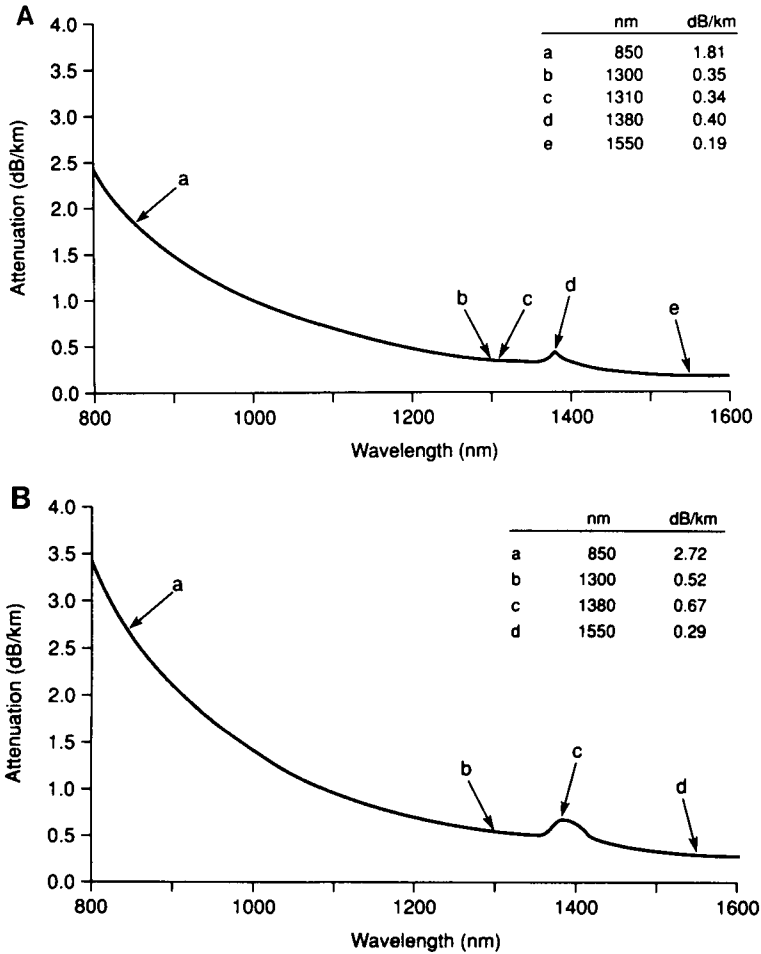 A
nm dB/km
a 850 1.81
b 1300 0.35
c 1310 0.34
d 1380 0.40
e 1550 0.19
4.0
3.5
3.0
2.5
2.0
1.5
1.0
0.5
0.0
Attenuation (dB/km)
a
b
c
d
e
800 1000 1200 1400 1600
Wavelength (nm)
B
nm dB/km
a 850 2.72
b 1300 0.52
c 1380 0.67
d 1550 0.29
4.0
3.5
3.0
2.5
2.0
1.5
1.0
0.5
0.0
Attenuation (dB/km)
a
b
c
d
800 1000 1200 1400 1600
Wavelength (nm)